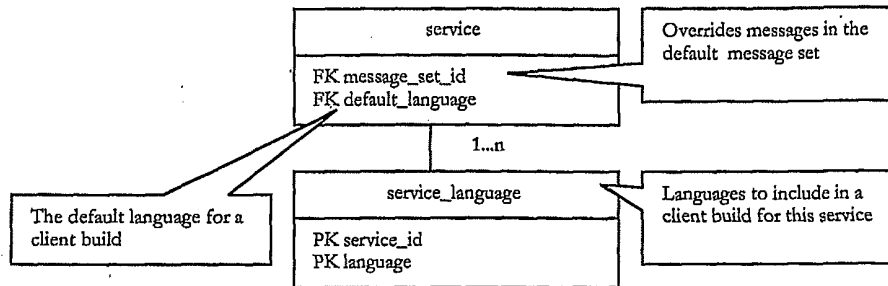 service
FK message_set_id
FK default_language
Overrides messages in the
default message set
1...n
service_language
PK service_id
PK language
The default language for a
client build
Languages to include in a
client build for this service